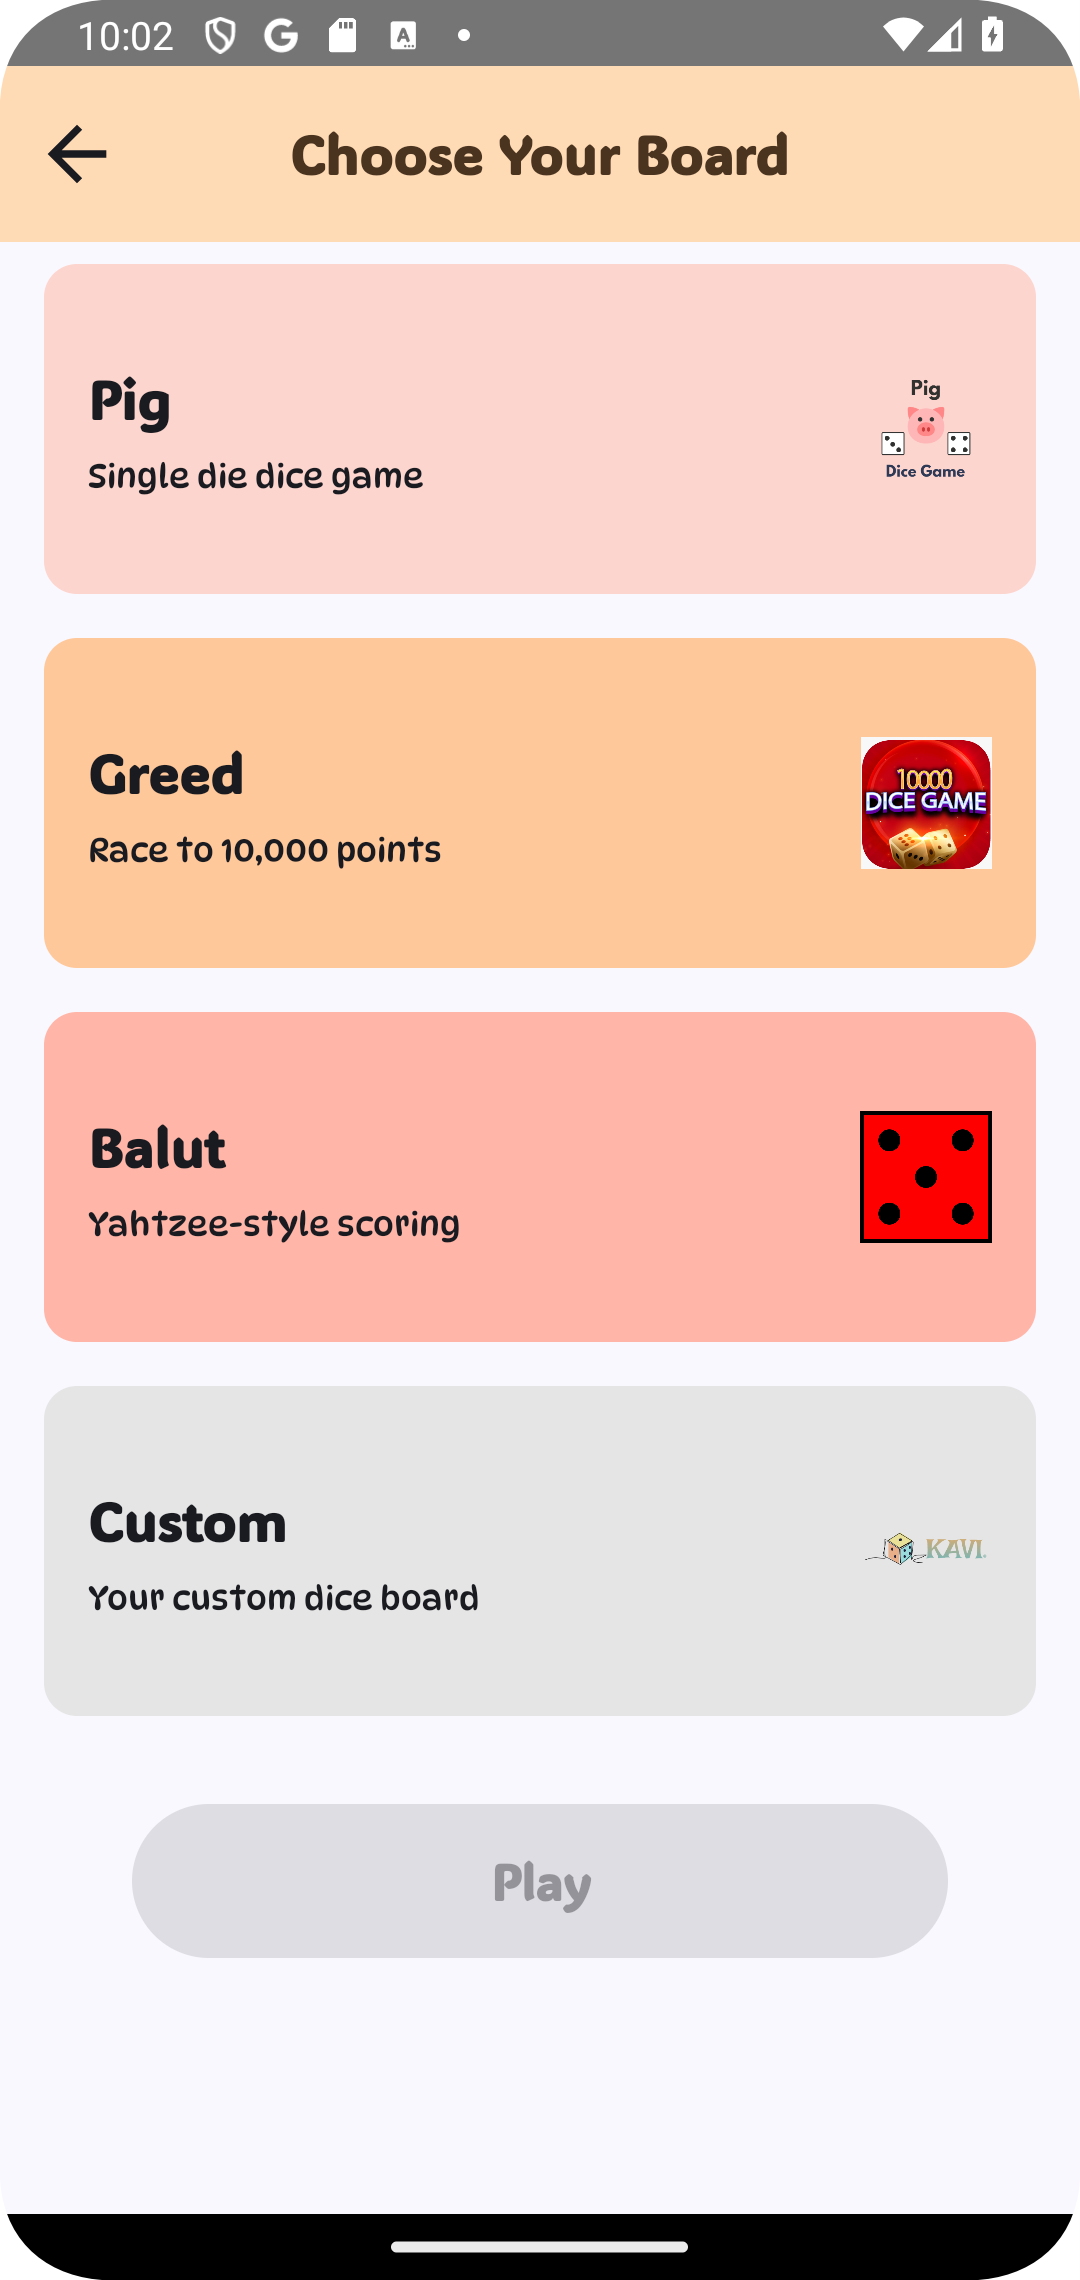 10:02
Choose Your Board
Pig
Single die dice game
Pig
Dice Game
Greed
Race to 10,000 points
10000
DICE GAME
Balut
Yahtzee-style scoring
Custom
Your custom dice board
KAVI
Play